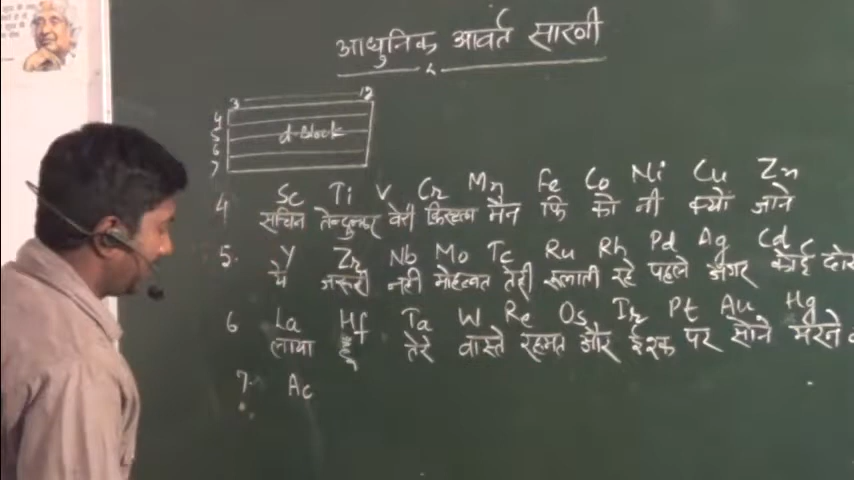 आधुनिक आवर्त सारणी
3 12
4
5 d-block
6
7
4 Sc Ti V Cr Mn Fe Co Ni Cu Zn
सचिन तेन्दुलकर वेरी मैन कि को नी क्यों जाने
5. Y Zr Nb Mo Tc Ru Rh Pd Ag Cd
ये जरूरी नही मोहब्बत तेरी रुलाती रहे पहले अगर कोई
6 La Hf Ta W Re Os Ir Pt Au Hg
लाया है तेरे वास्ते रहमत और ईश्क पर सोने मरने
7. Ac